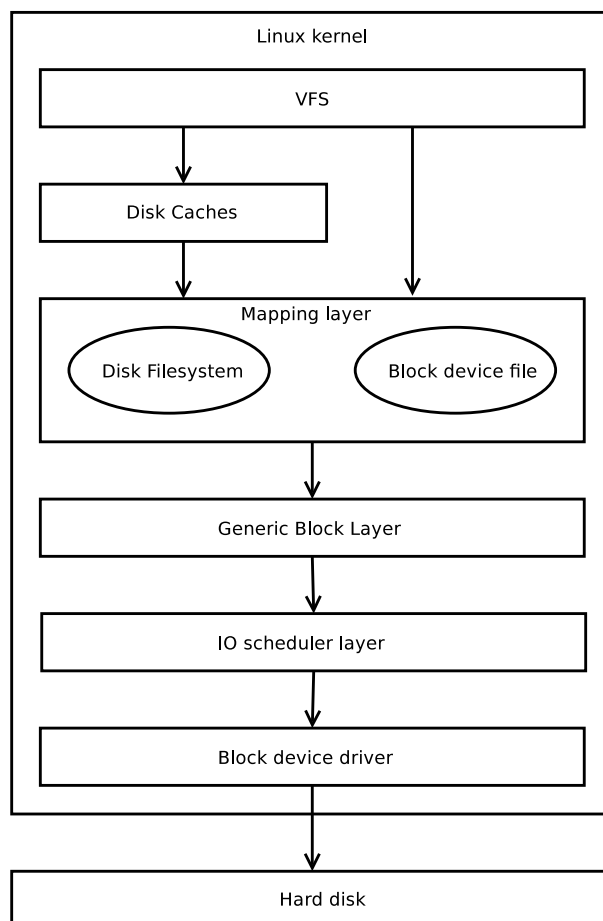 Linux kernel
VFS
Disk Caches
Mapping layer
Disk Filesystem
Block device file
Generic Block Layer
IO scheduler layer
Block device driver
Hard disk